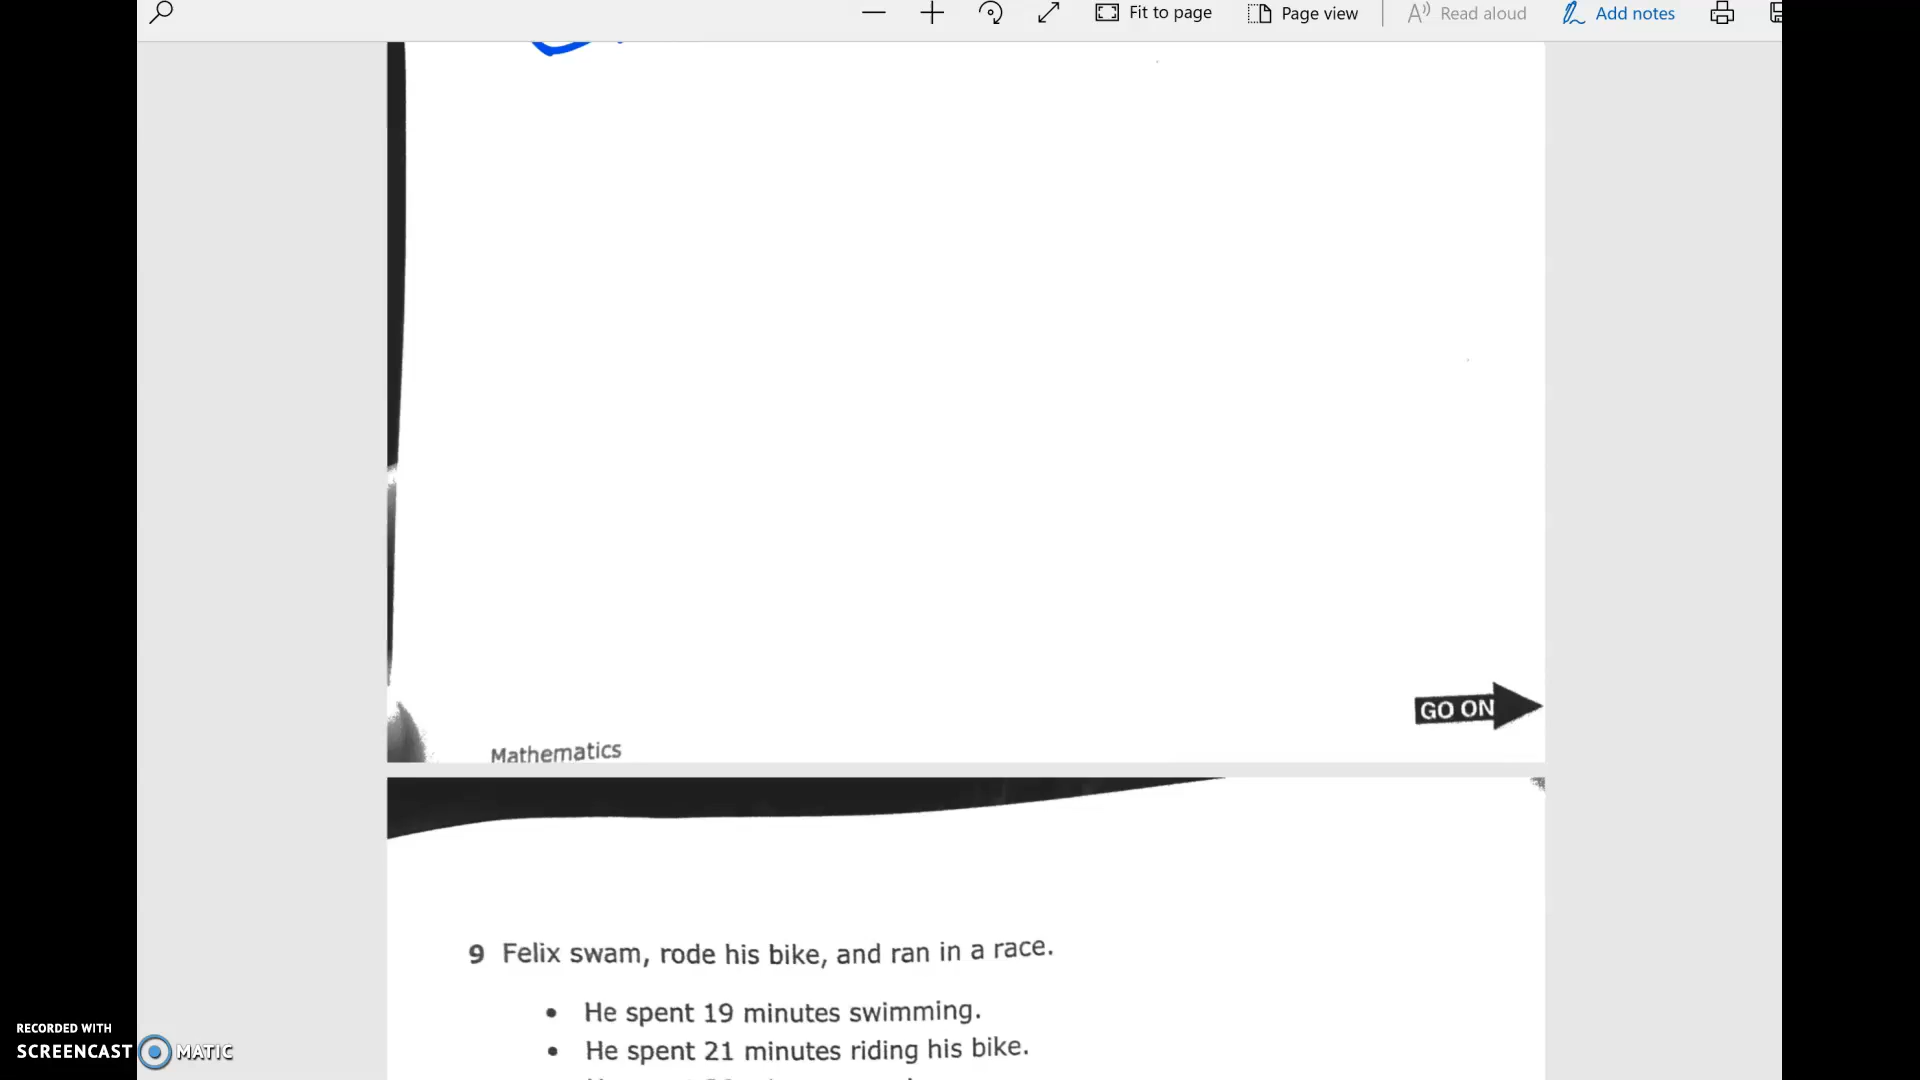 Fit to page Page view Read aloud Add notes
GO ON
Mathematics
9 Felix swam, rode his bike, and ran in a race.
• He spent 19 minutes swimming.
• He spent 21 minutes riding his bike.
RECORDED WITH
SCREENCAST MATIC